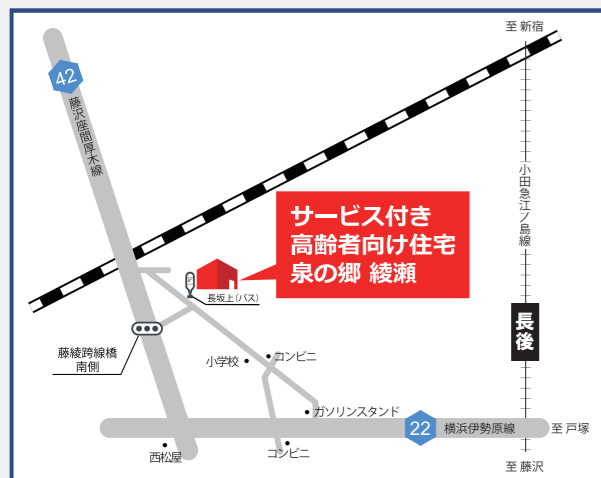 至 新宿
42
藤沢座間厚木線
小田急江ノ島線
サービス付き
高齢者向け住宅
泉の郷 綾瀬
長坂上(バス)
長後
藤綾跨線橋
南側
小学校
コンビニ
ガソリンスタンド
22
横浜伊勢原線
至 戸塚
西松屋
コンビニ
至 藤沢